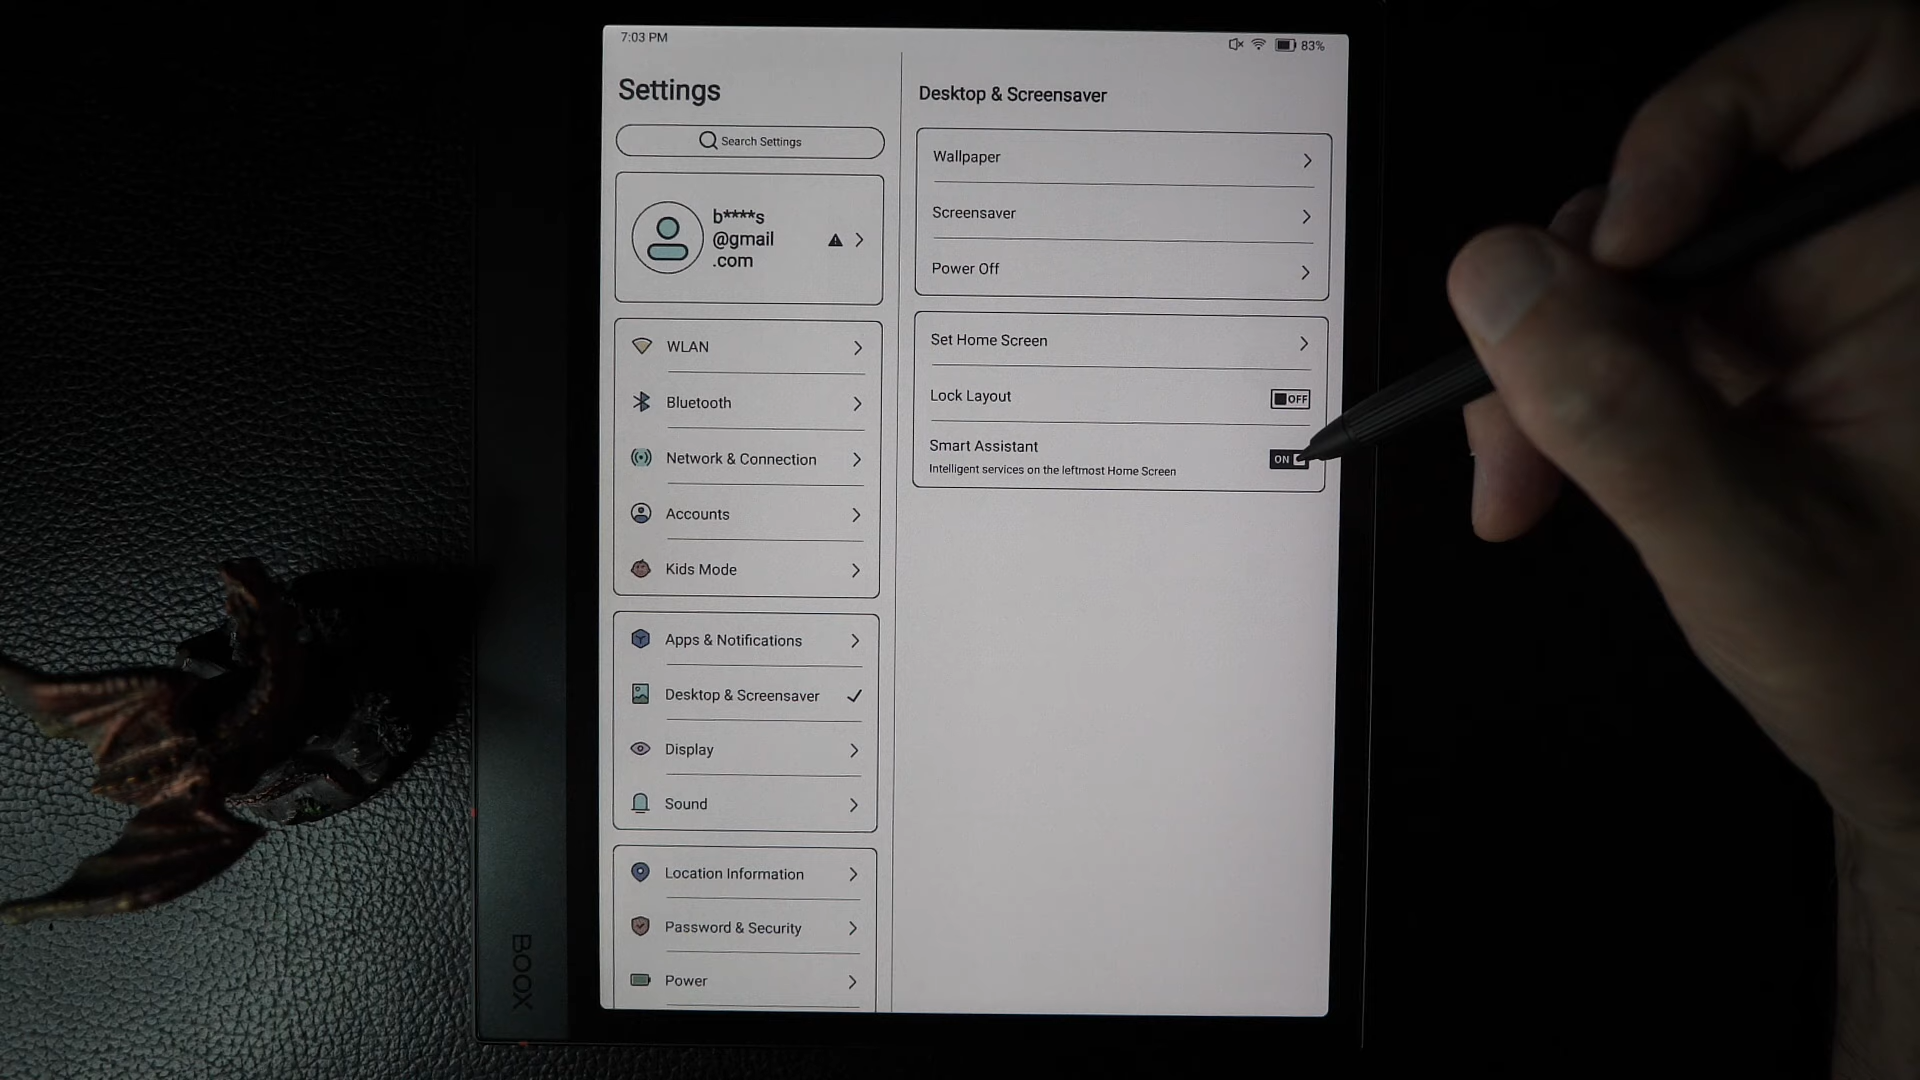 7:03 PM
83%
Settings
Search Settings
b****s
@gmail
.com
WLAN
Bluetooth
Network & Connection
Accounts
Kids Mode
Apps & Notifications
Desktop & Screensaver
Display
Sound
Location Information
Password & Security
Power
Desktop & Screensaver
Wallpaper
Screensaver
Power Off
Set Home Screen
Lock Layout
OFF
Smart Assistant
ON
Intelligent services on the leftmost Home Screen
BOOX